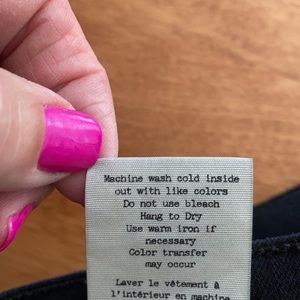 Machine wash cold inside
out with like colors
Do not use bleach
Hang to Dry
Use warm iron if
necessary
Color transfer
may occur
Laver le vêtement à
l'intérieur en machine